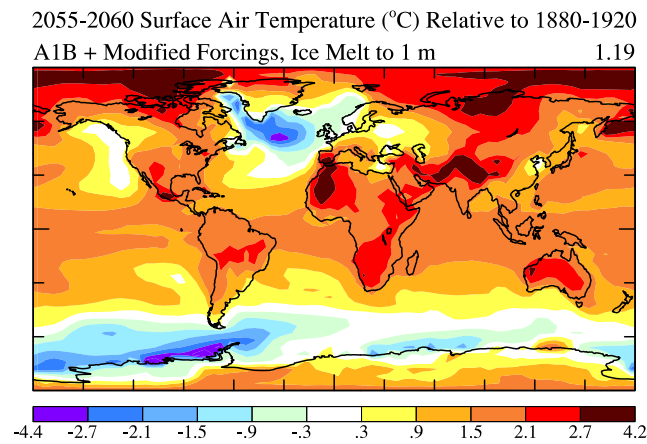 2055-2060 Surface Air Temperature (°C) Relative to 1880-1920
A1B + Modified Forcings, Ice Melt to 1 m 1.19
-4.4 -2.7 -2.1 -1.5 -.9 -.3 .3 .9 1.5 2.1 2.7 4.2